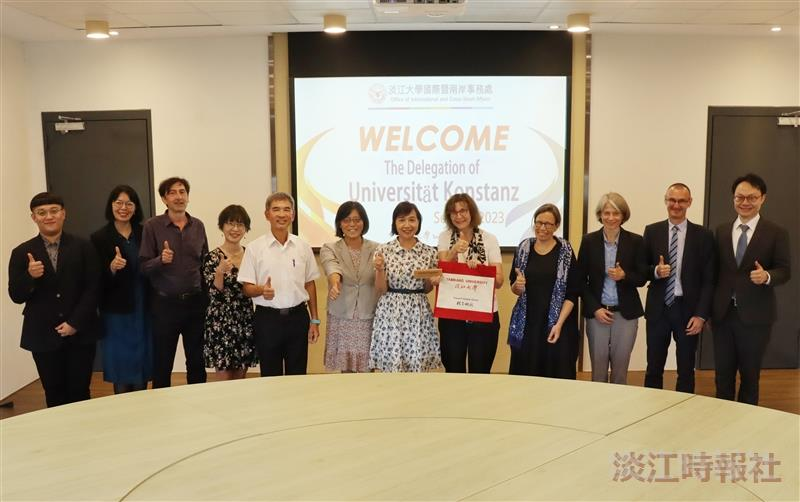 淡江大學國際暨兩岸事務處
Office of International and Cross-Strait Affairs
WELCOME
The Delegation of
Universität Konstanz
2023
TAMKANG UNIVERSITY
淡江大學
淡江時報社